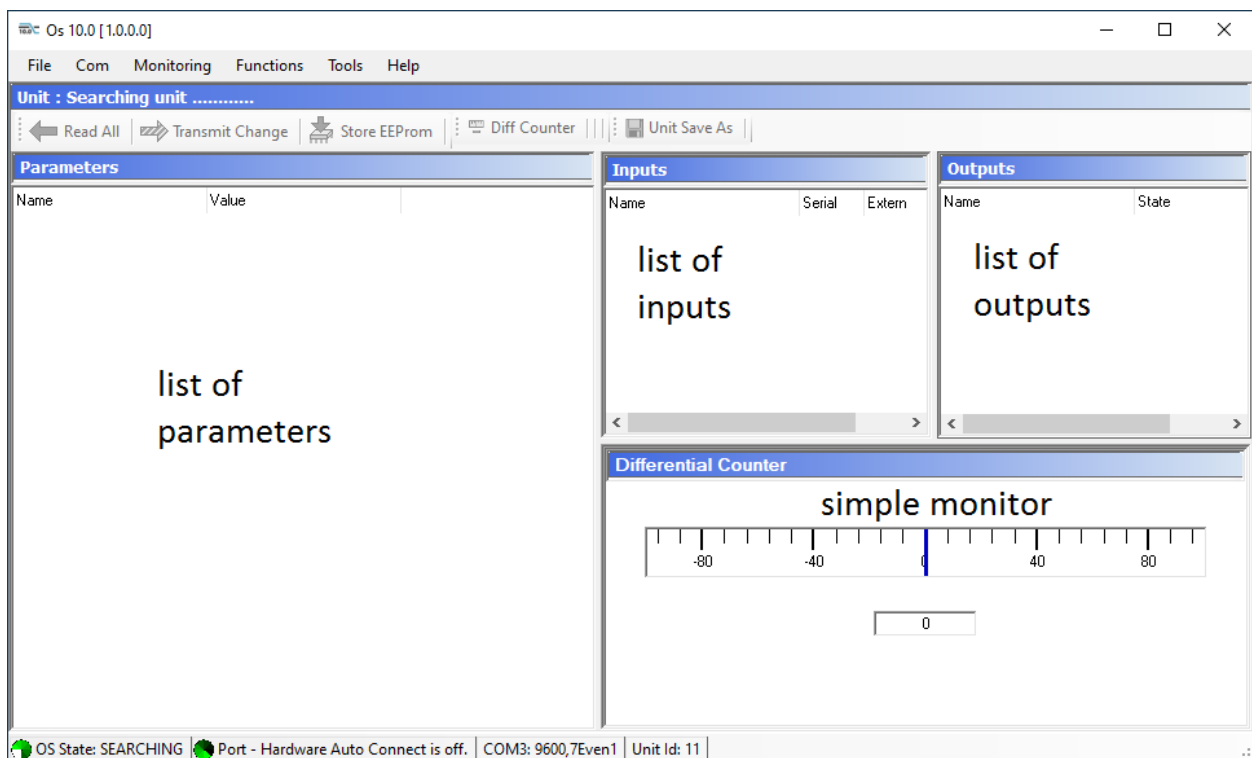 Os 10.0 [1.0.0.0]
File Com Monitoring Functions Tools Help
Unit : Searching unit ............
Read All Transmit Change Store EEProm Diff Counter Unit Save As
Parameters
Name Value
list of
parameters
Inputs
Name Serial Extern
list of
inputs
Outputs
Name State
list of
outputs
Differential Counter
simple monitor
-80 -40 0 40 80
0
OS State: SEARCHING Port - Hardware Auto Connect is off. COM3: 9600,7Even1 Unit Id: 11